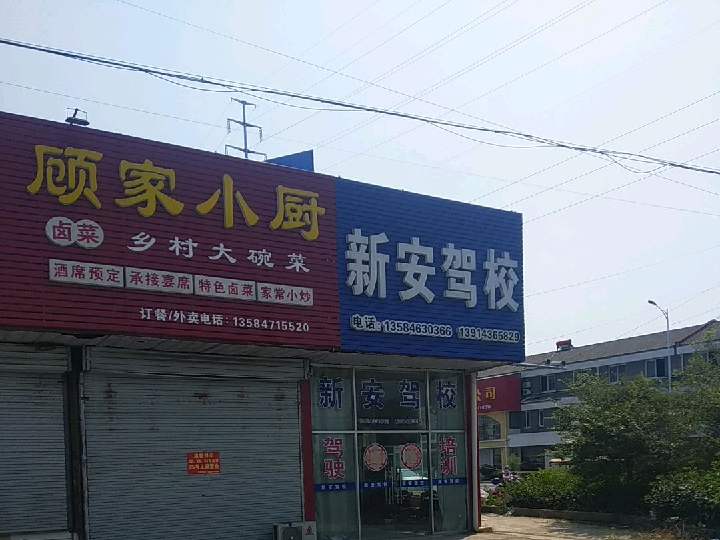 顾家小厨
卤菜 乡村大碗菜
酒席预定 承接宴席 特色卤菜 家常小炒
订餐/外卖电话：13584715520
新安驾校
电话：13584630366 13914365829
新安驾校
驾驶 培训
公司